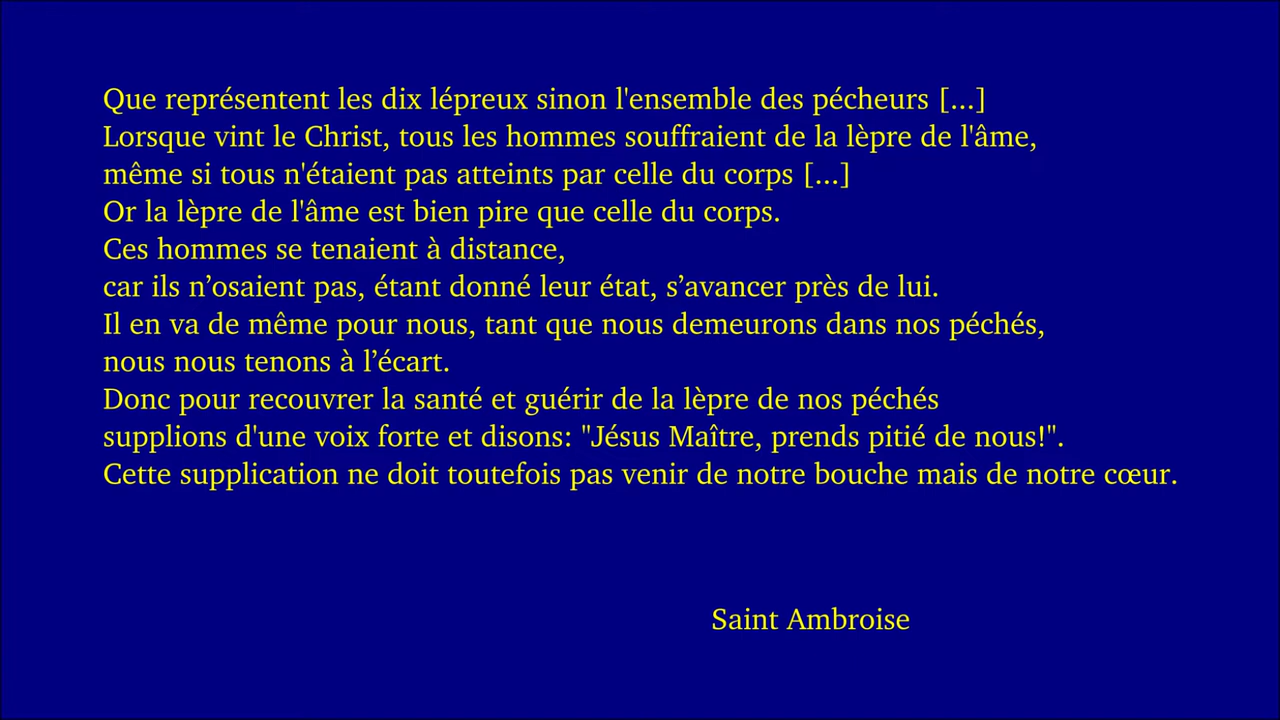 Que représentent les dix lépreux sinon l'ensemble des pécheurs [...]
Lorsque vint le Christ, tous les hommes souffraient de la lèpre de l'âme,
même si tous n'étaient pas atteints par celle du corps [...]
Or la lèpre de l'âme est bien pire que celle du corps.
Ces hommes se tenaient à distance,
car ils n’osaient pas, étant donné leur état, s’avancer près de lui.
Il en va de même pour nous, tant que nous demeurons dans nos péchés,
nous nous tenons à l’écart.
Donc pour recouvrer la santé et guérir de la lèpre de nos péchés
supplions d'une voix forte et disons: "Jésus Maître, prends pitié de nous!".
Cette supplication ne doit toutefois pas venir de notre bouche mais de notre cœur.
Saint Ambroise